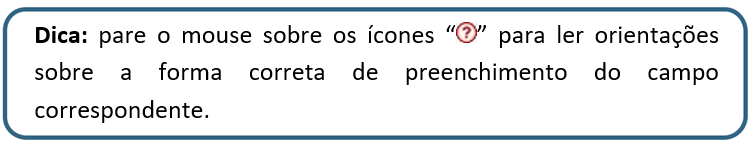 Dica: pare o mouse sobre os ícones “?” para ler orientações
sobre a forma correta de preenchimento do campo
correspondente.